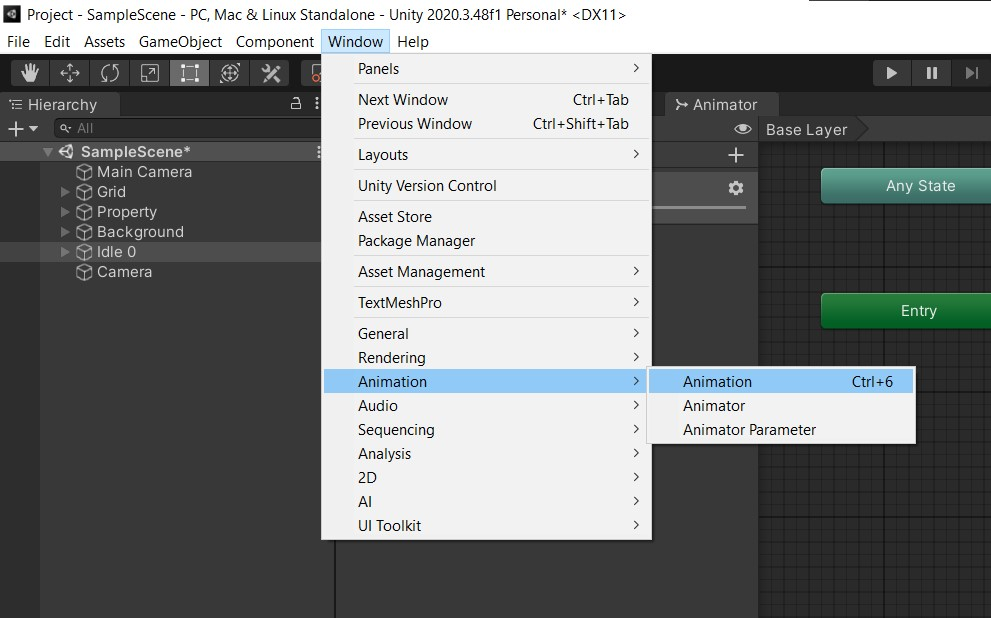 Project - SampleScene - PC, Mac & Linux Standalone - Unity 2020.3.48f1 Personal* <DX11>
File Edit Assets GameObject Component Window Help
Hierarchy
All
SampleScene*
Main Camera
Grid
Property
Background
Idle 0
Camera
Panels
Next Window Ctrl+Tab
Previous Window Ctrl+Shift+Tab
Layouts
Unity Version Control
Asset Store
Package Manager
Asset Management
TextMeshPro
General
Rendering
Animation
Audio
Sequencing
Analysis
2D
AI
UI Toolkit
Animation Ctrl+6
Animator
Animator Parameter
Animator
Base Layer
Any State
Entry